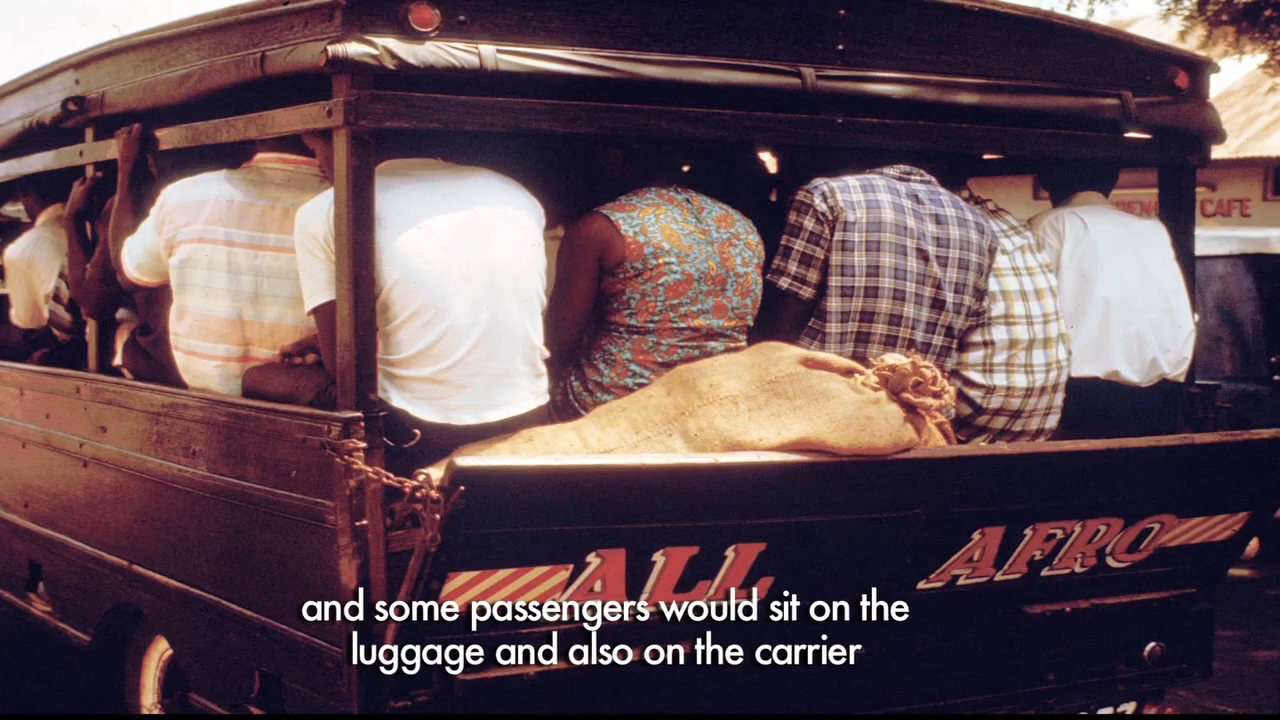 CAFE
ALL AFRO
and some passengers would sit on the
luggage and also on the carrier